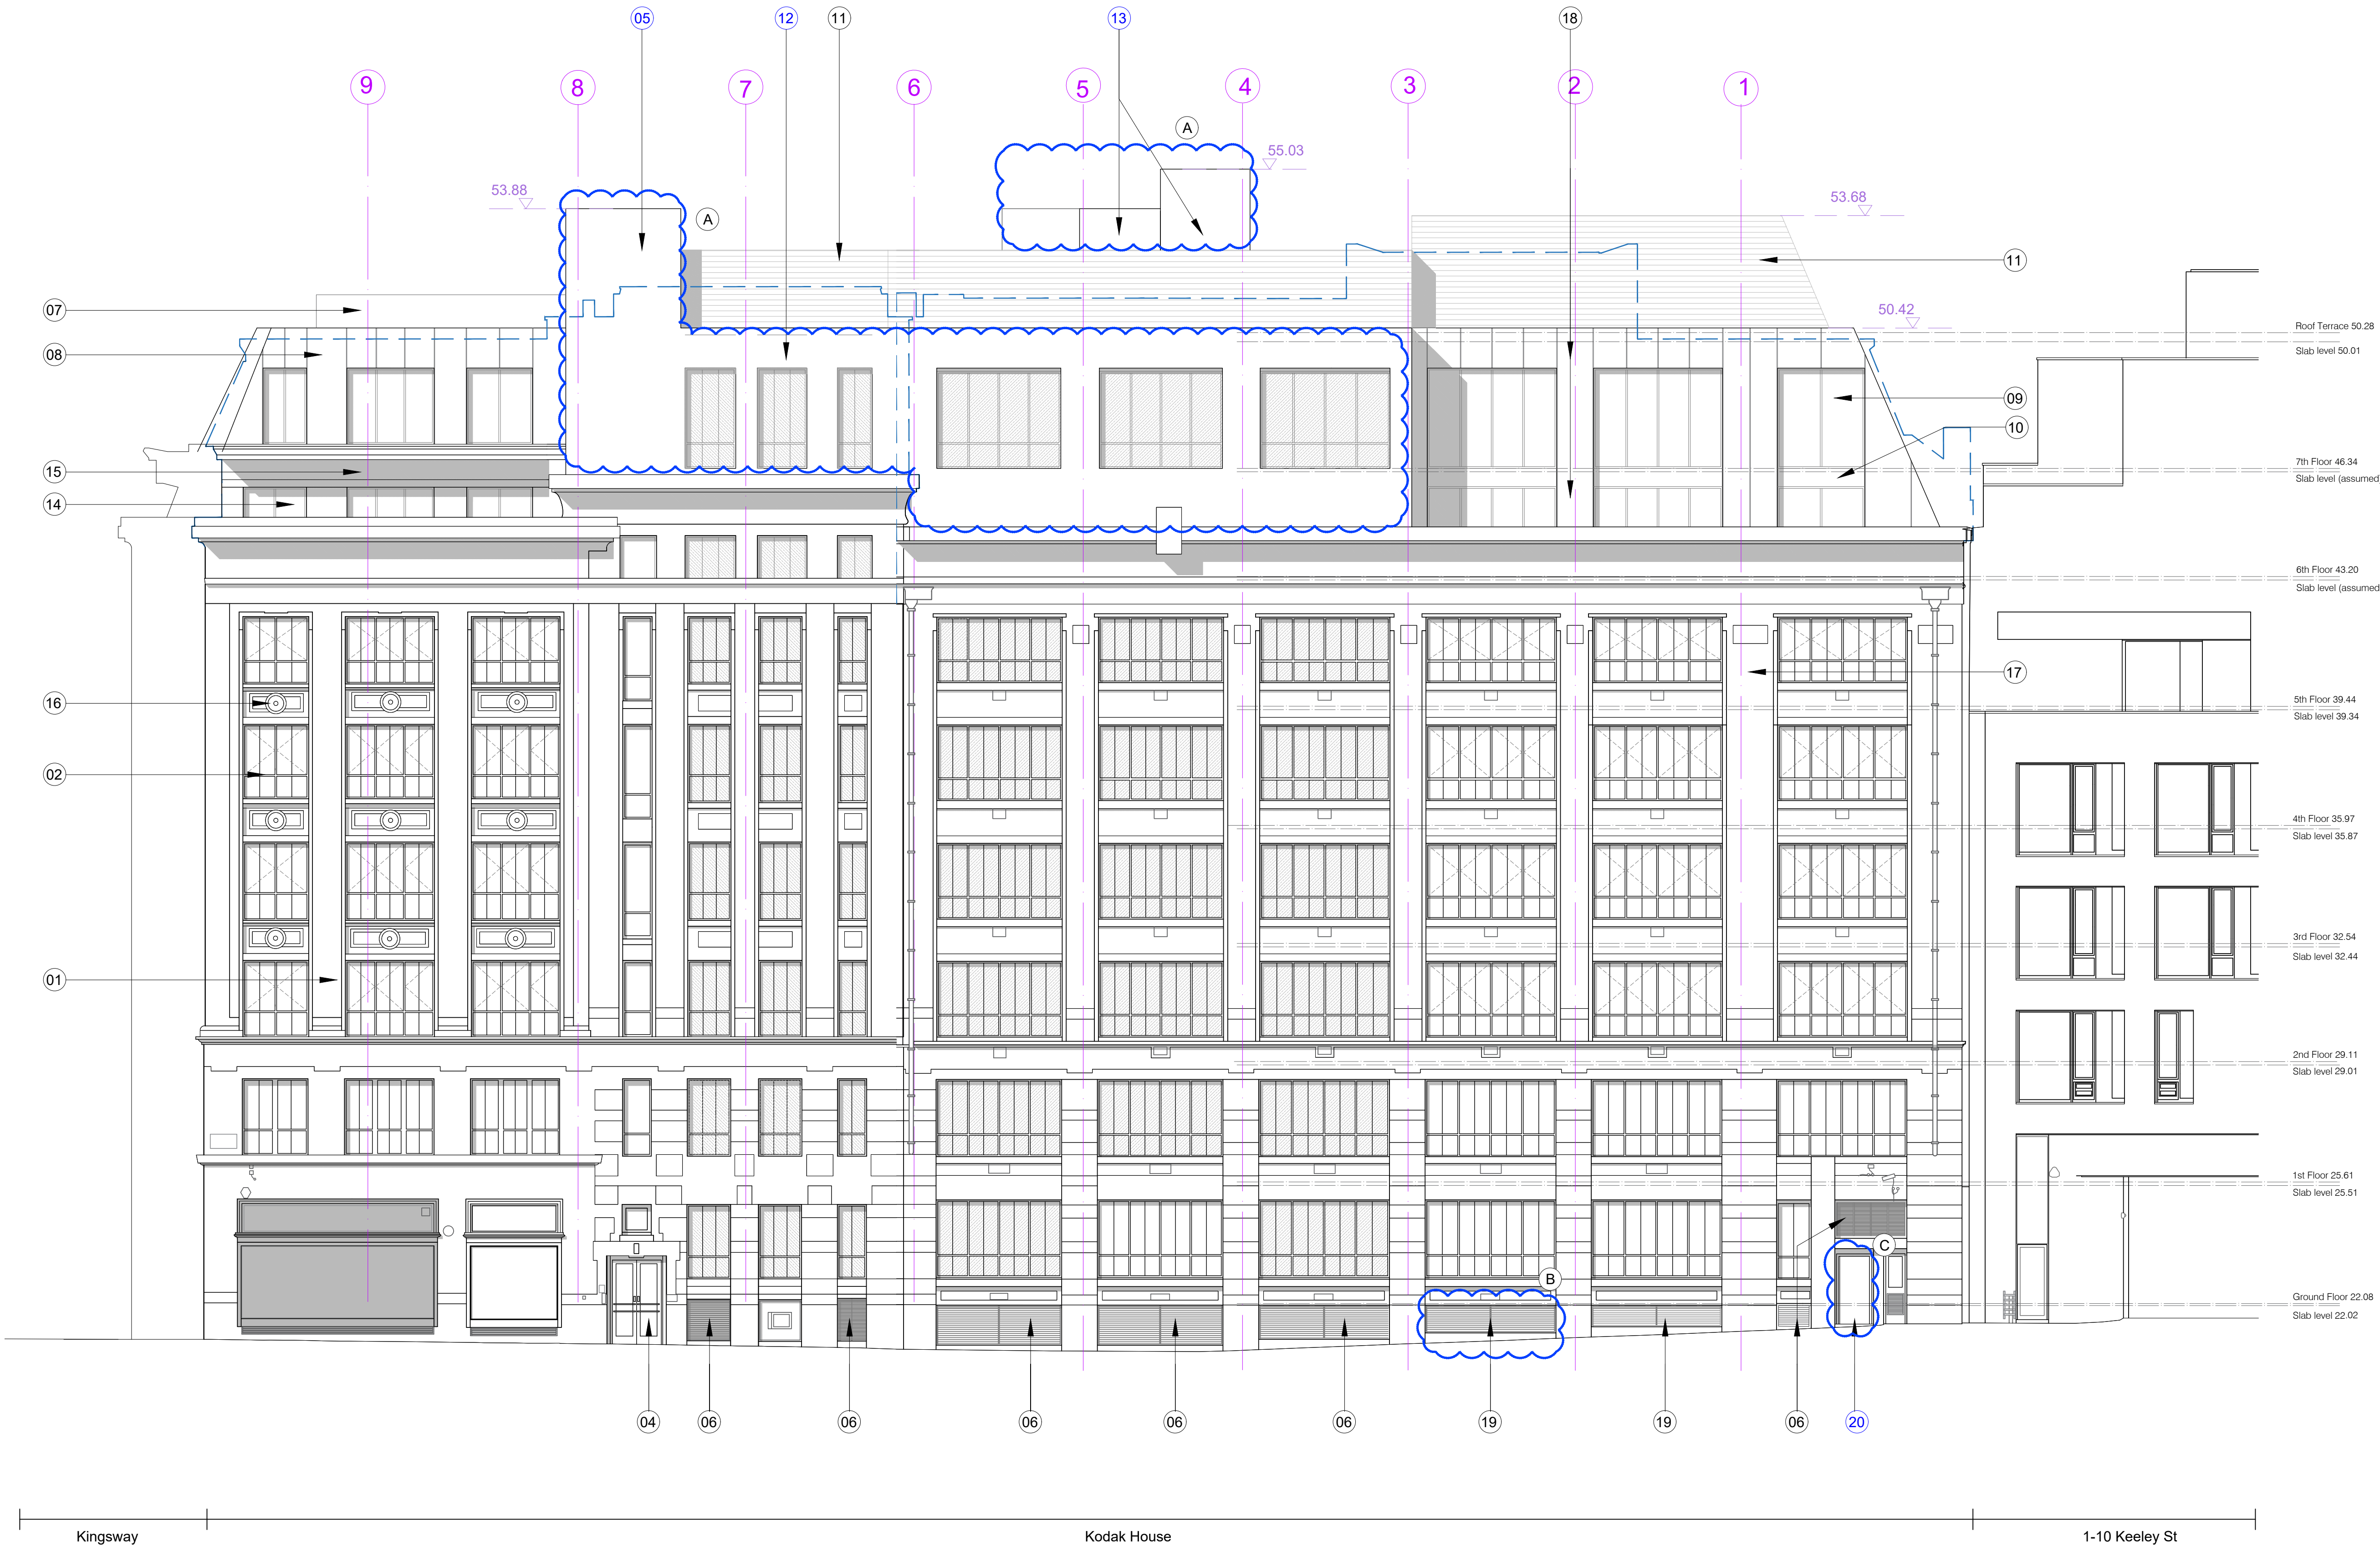 05
12
11
13
18
9
8
7
6
5
4
3
2
1
A
55.03
53.88
A
53.68
11
07
50.42
Roof Terrace 50.28
08
Slab level 50.01
09
10
15
7th Floor 46.34
Slab level (assumed
14
6th Floor 43.20
Slab level (assumed
17
16
5th Floor 39.44
Slab level 39.34
02
4th Floor 35.97
Slab level 35.87
3rd Floor 32.54
Slab level 32.44
01
2nd Floor 29.11
Slab level 29.01
1st Floor 25.61
Slab level 25.51
C
B
Ground Floor 22.08
Slab level 22.02
04
06
06
06
06
06
19
19
06
20
Kingsway
Kodak House
1-10 Keeley St